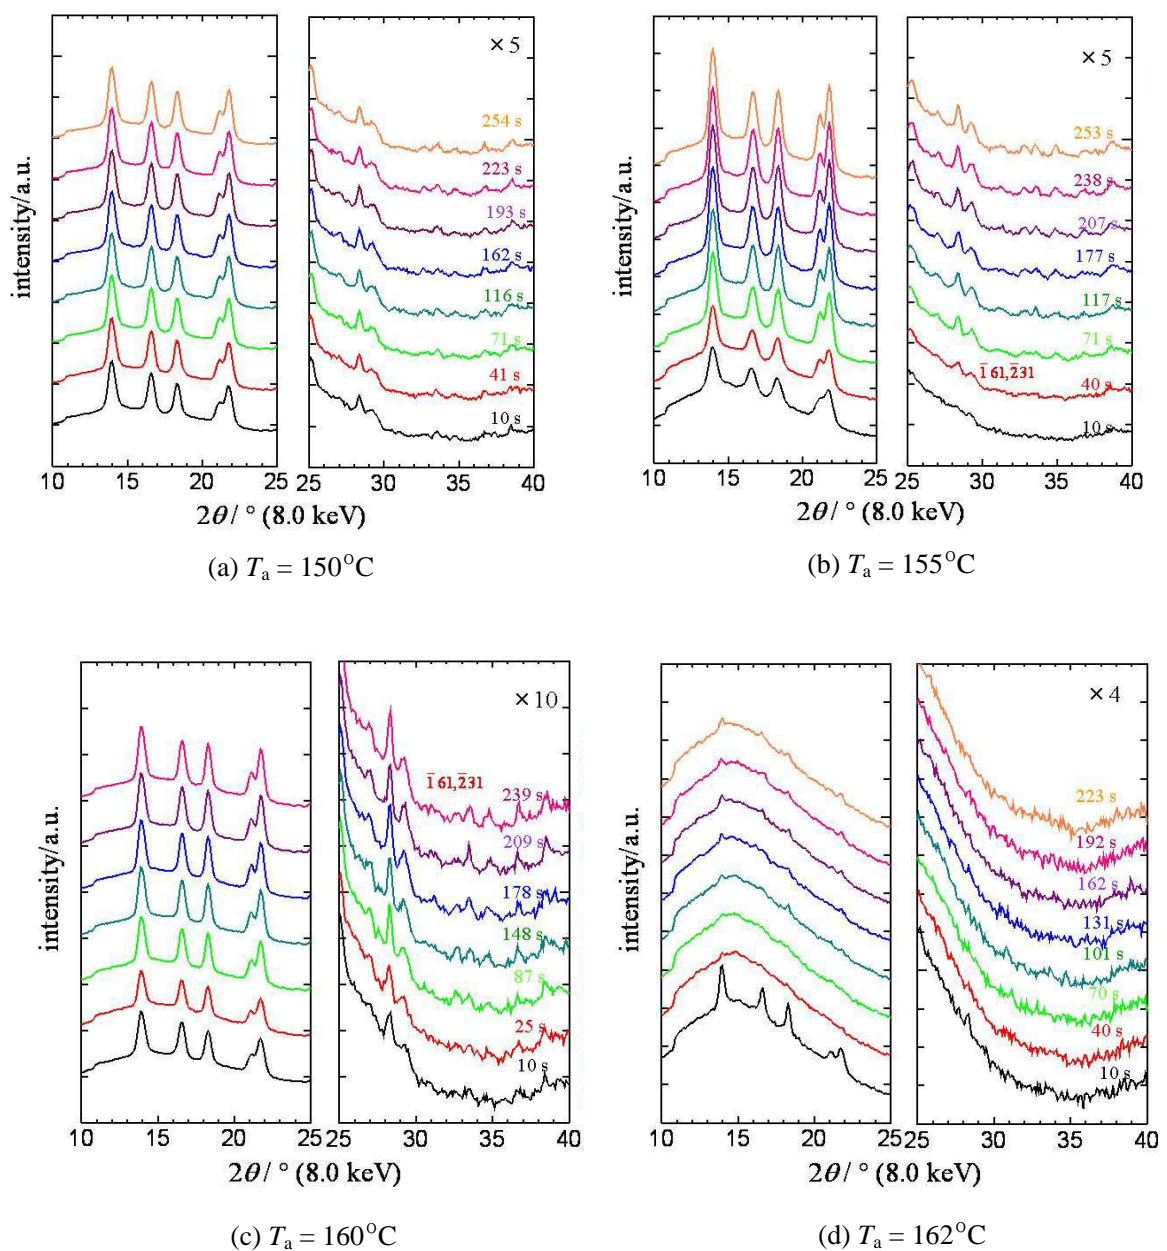 ×5
254 s
223 s
193 s
162 s
116 s
71 s
41 s
10 s
intensity/a.u.
10 15 20 25 25 30 35 40
2θ / ° (8.0 keV)
(a) Tₐ = 150°C
×5
253 s
238 s
207 s
177 s
117 s
71 s
1̅61,2̅31 40 s
10 s
intensity/a.u.
10 15 20 25 25 30 35 40
2θ / ° (8.0 keV)
(b) Tₐ = 155°C
×10
1̅61,2̅31
239 s
209 s
178 s
148 s
87 s
25 s
10 s
intensity/a.u.
10 15 20 25 25 30 35 40
2θ / ° (8.0 keV)
(c) Tₐ = 160°C
×4
223 s
192 s
162 s
131 s
101 s
70 s
40 s
10 s
intensity/a.u.
10 15 20 25 25 30 35 40
2θ / ° (8.0 keV)
(d) Tₐ = 162°C